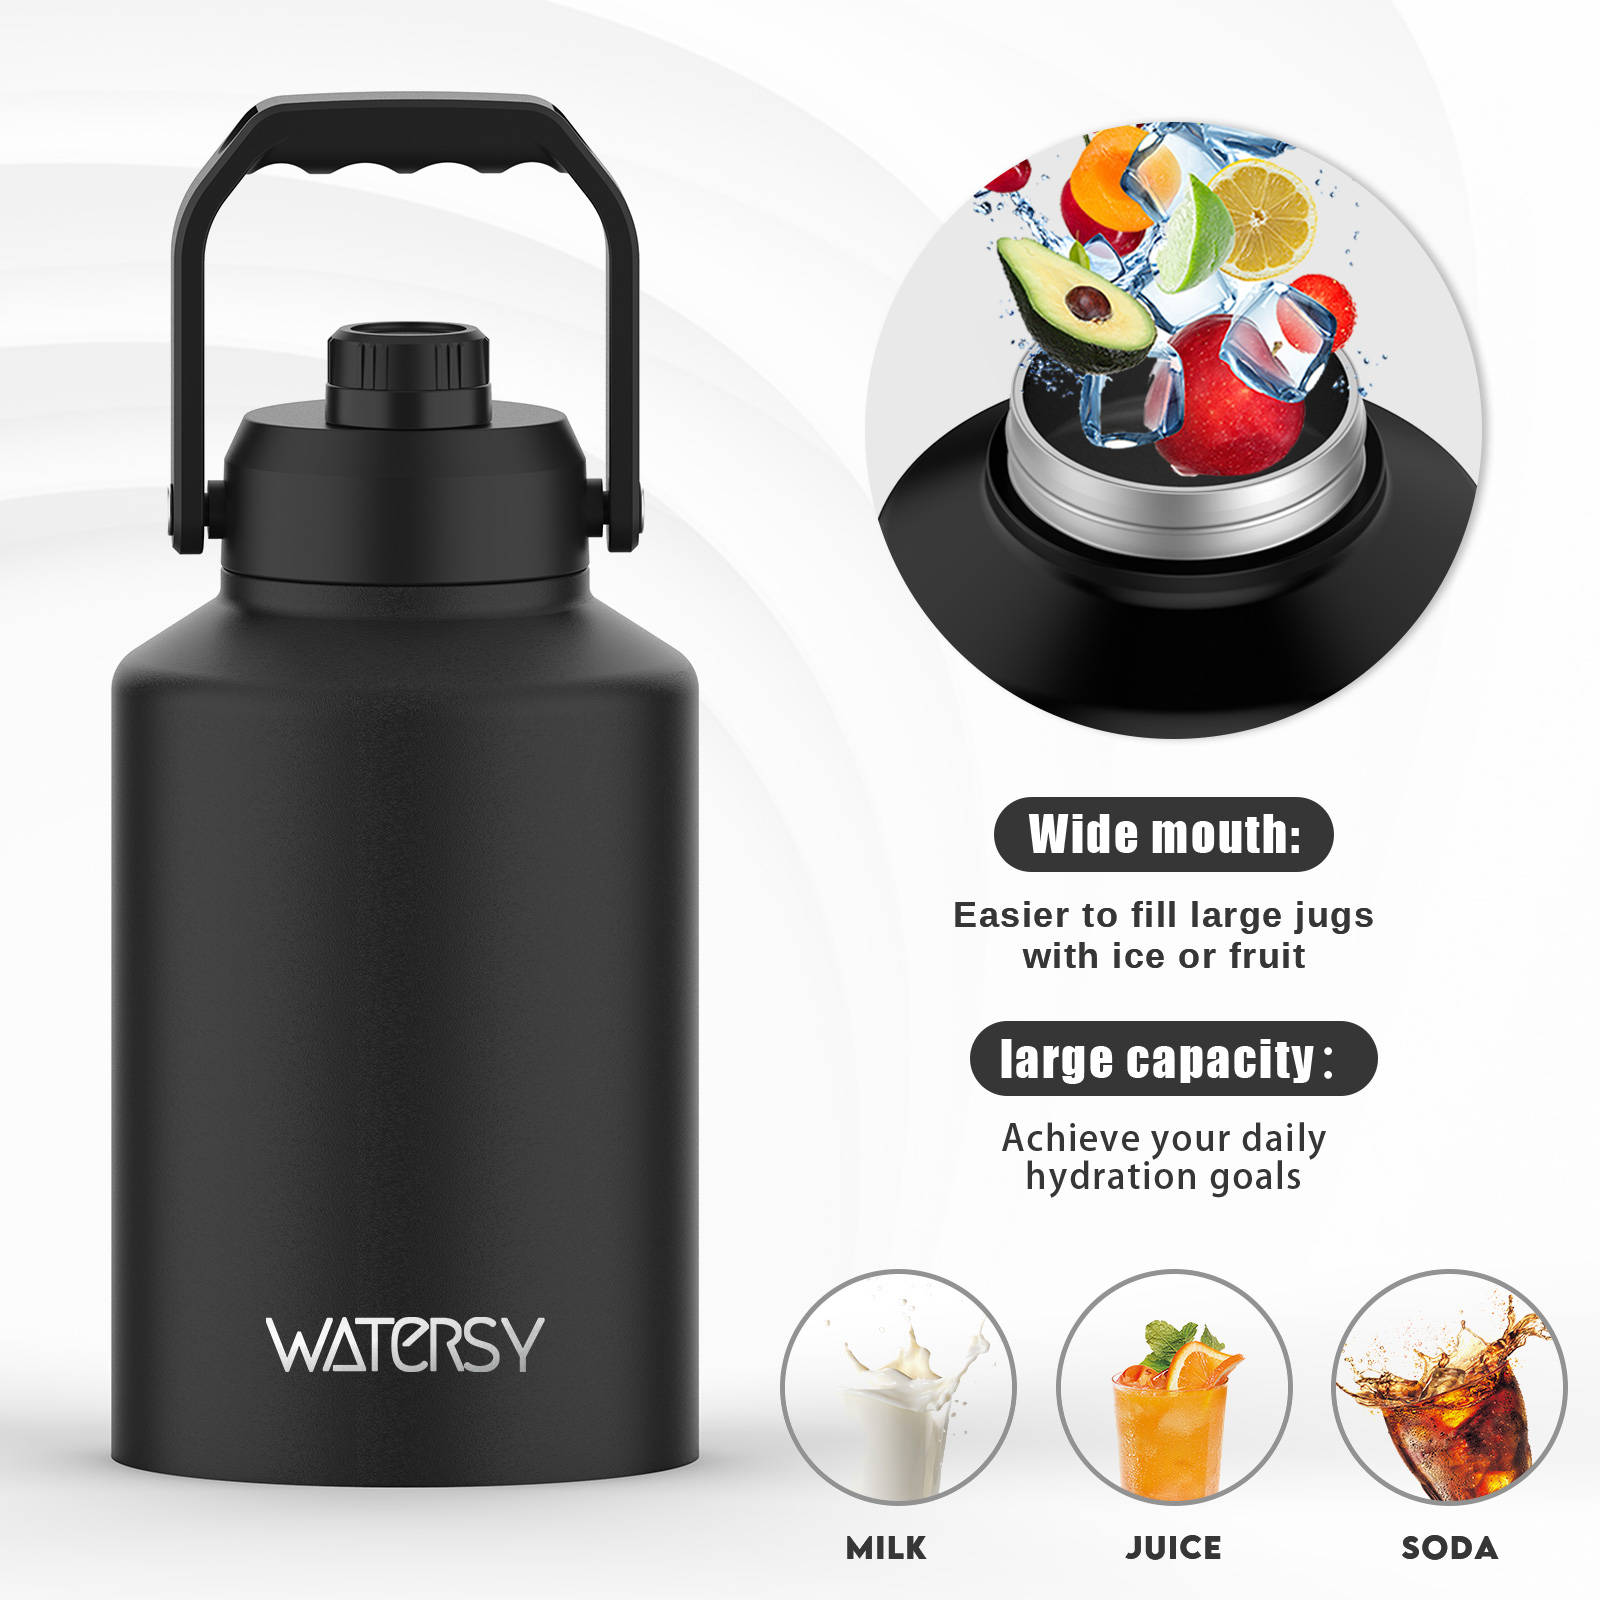 WATERSY
Wide mouth:
Easier to fill large jugs
with ice or fruit
large capacity：
Achieve your daily
hydration goals
MILK
JUICE
SODA